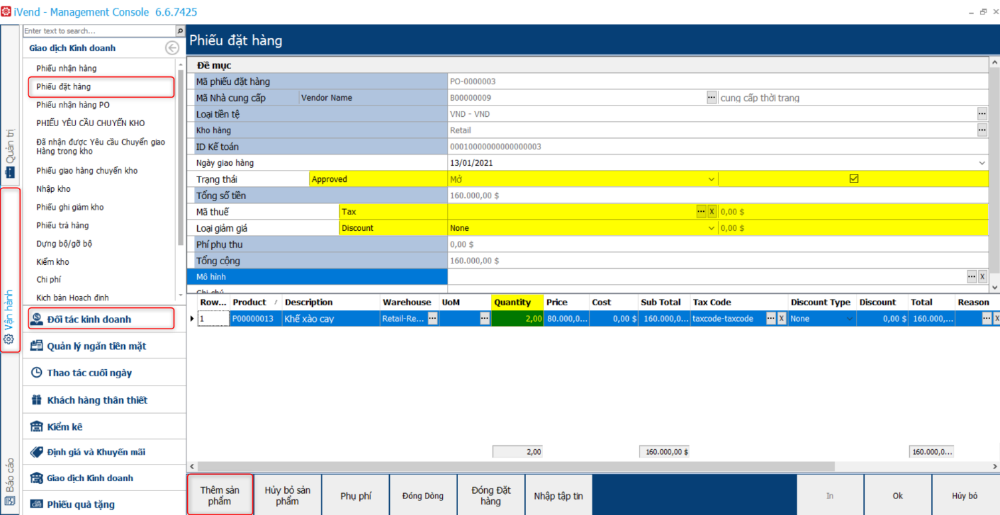 iVend - Management Console 6.6.7425
Enter text to search...
Giao dịch Kinh doanh
Phiếu nhận hàng
Phiếu đặt hàng
Phiếu nhận hàng PO
PHIẾU YÊU CẦU CHUYỂN KHO
Đã nhận được Yêu cầu Chuyển giao
Hàng trong kho
Phiếu giao hàng chuyển kho
Nhập kho
Phiếu ghi giảm kho
Phiếu trả hàng
Dựng bộ/gỡ bộ
Kiểm kho
Chi phí
Kịch bản Hoạch định
Đối tác kinh doanh
Quản lý ngăn tiền mặt
Thao tác cuối ngày
Khách hàng thân thiết
Kiểm kê
Định giá và Khuyến mãi
Giao dịch Kinh doanh
Phiếu quà tặng
Quản trị
Vận hành
Báo cáo
Phiếu đặt hàng
Đề mục
Mã phiếu đặt hàng PO-0000003
Mã Nhà cung cấp Vendor Name B00000009 ... cung cấp thời trang
Loại tiền tệ VND - VND ...
Kho hàng Retail ...
ID Kế toán 00010000000000000003
Ngày giao hàng 13/01/2021
Trạng thái Approved Mở
Tổng số tiền 160.000,00 $
Mã thuế Tax ... X 0,00 $
Loại giảm giá Discount None 0,00 $
Phí phụ thu 0,00 $
Tổng cộng 160.000,00 $
Mô hình ... X
Ghi chú
Row... Product / Description Warehouse UoM Quantity Price Cost Sub Total Tax Code Discount Type Discount Total Reason
1 P00000013 Khế xào cay Retail-Re... ... ... 2,00 80.000,0... 0,00 $ 160.000,0... taxcode-taxcode ... X None 0,00 $ 160.000,... ... X
2,00 160.000,00 $ 160.000,0...
Thêm sản
phẩm
Hủy bỏ sản
phẩm
Phụ phí
Đóng Dòng
Đóng Đặt
hàng
Nhập tập tin
In
Ok
Hủy bỏ